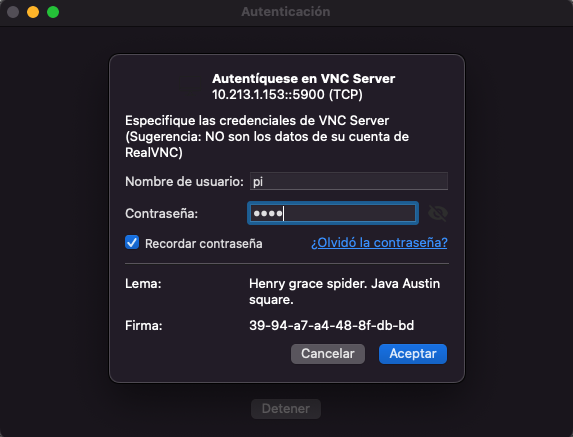 Autenticación
Autentíquese en VNC Server
10.213.1.153::5900 (TCP)
Especifique las credenciales de VNC Server
(Sugerencia: NO son los datos de su cuenta de
RealVNC)
Nombre de usuario: pi
Contraseña: ••••
Recordar contraseña ¿Olvidó la contraseña?
Lema: Henry grace spider. Java Austin
square.
Firma: 39-94-a7-a4-48-8f-db-bd
Cancelar Aceptar
Detener